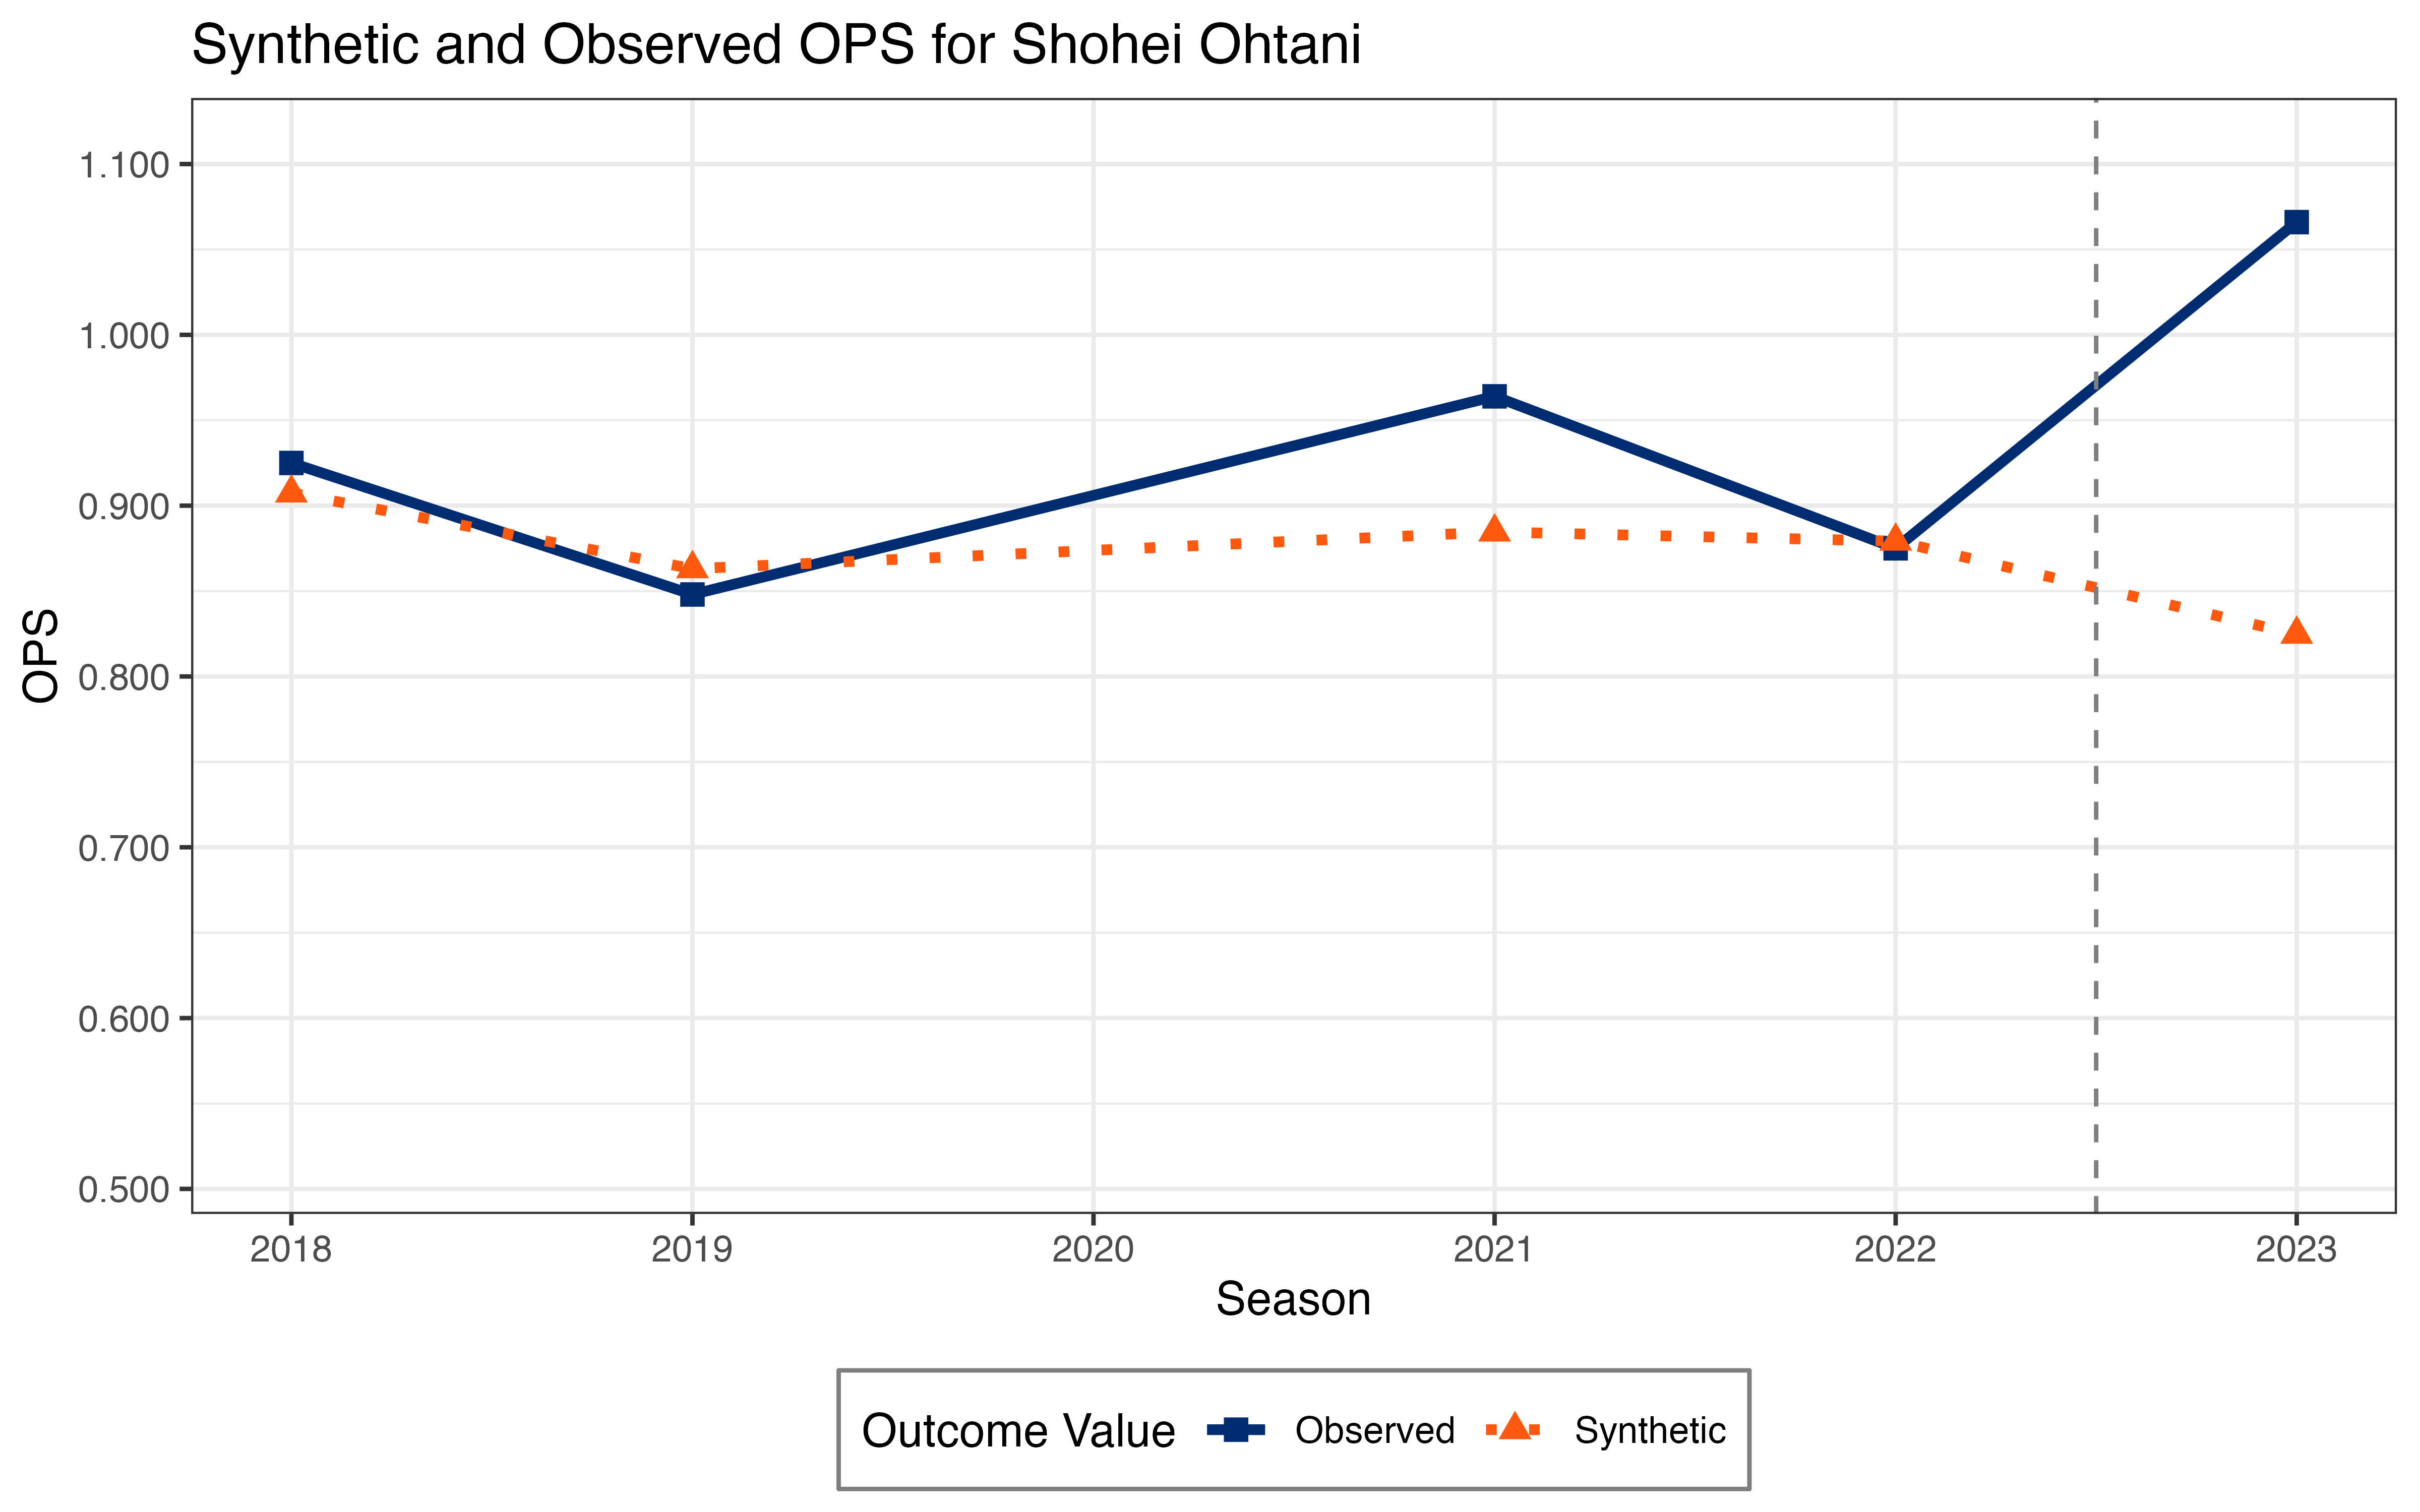 Synthetic and Observed OPS for Shohei Ohtani
1.100
1.000
0.900
0.800
0.700
0.600
0.500
OPS
2018 2019 2020 2021 2022 2023
Season
Outcome Value Observed Synthetic